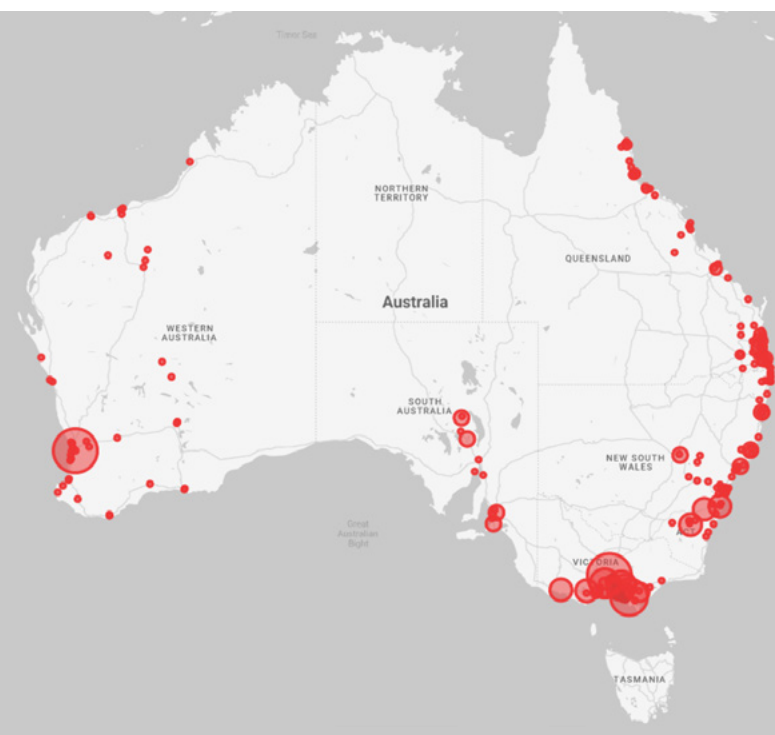 Timor Sea
NORTHERN
TERRITORY
QUEENSLAND
Australia
WESTERN
AUSTRALIA
SOUTH
AUSTRALIA
NEW SOUTH
WALES
Great
Australian
Bight
VICTORIA
TASMANIA